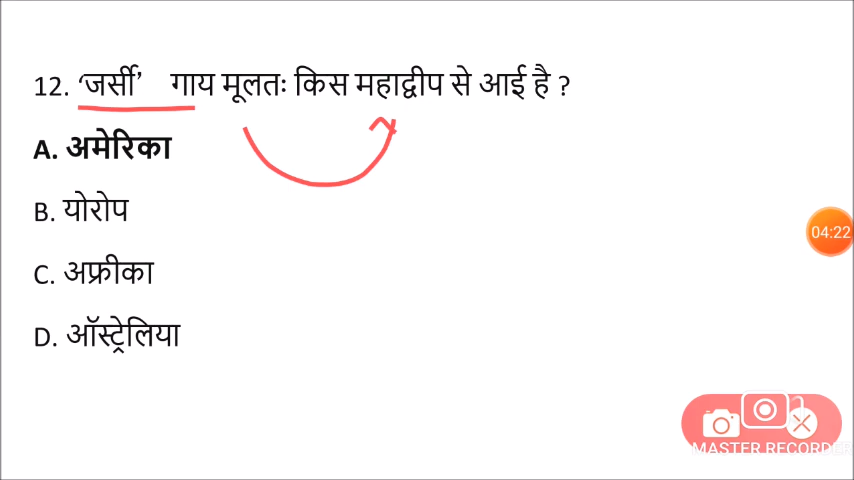 12. ‘जर्सी’ गाय मूलतः किस महाद्वीप से आई है ?
A. अमेरिका
B. योरोप
C. अफ्रीका
D. ऑस्ट्रेलिया
04:22
MASTER RECORDER